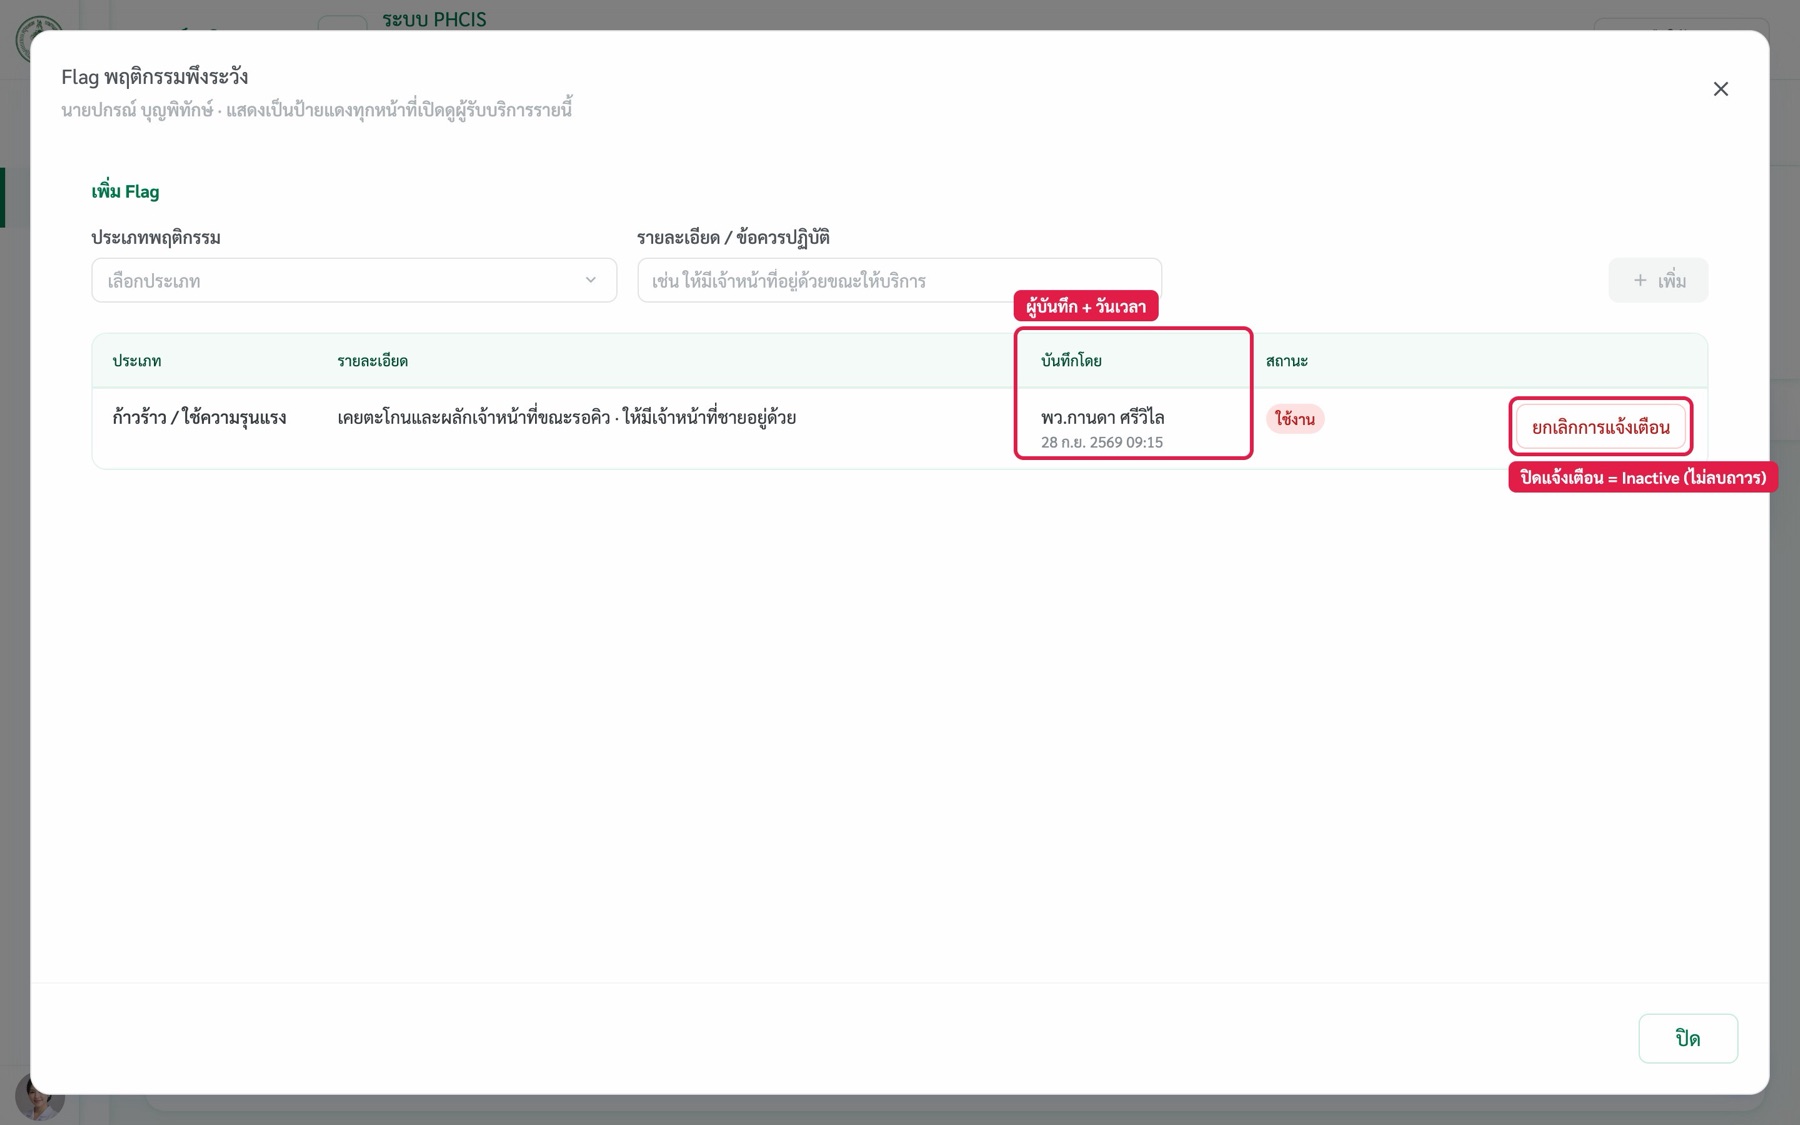 ระบบ PHCIS
Flag พฤติกรรมพึงระวัง
นายปกรณ์ บุญพิทักษ์ · แสดงเป็นป้ายแดงทุกหน้าที่เปิดดูผู้รับบริการรายนี้
เพิ่ม Flag
ประเภทพฤติกรรม
รายละเอียด / ข้อควรปฏิบัติ
เลือกประเภท
เช่น ให้มีเจ้าหน้าที่อยู่ด้วยขณะให้บริการ
+ เพิ่ม
ผู้บันทึก + วันเวลา
ประเภท รายละเอียด บันทึกโดย สถานะ
ก้าวร้าว / ใช้ความรุนแรง เคยตะโกนและผลักเจ้าหน้าที่ขณะรอคิว · ให้มีเจ้าหน้าที่ชายอยู่ด้วย พว.กานดา ศรีวิไล ใช้งาน ยกเลิกการแจ้งเตือน
28 ก.ย. 2569 09:15
ปิดแจ้งเตือน = Inactive (ไม่ลบถาวร)
ปิด